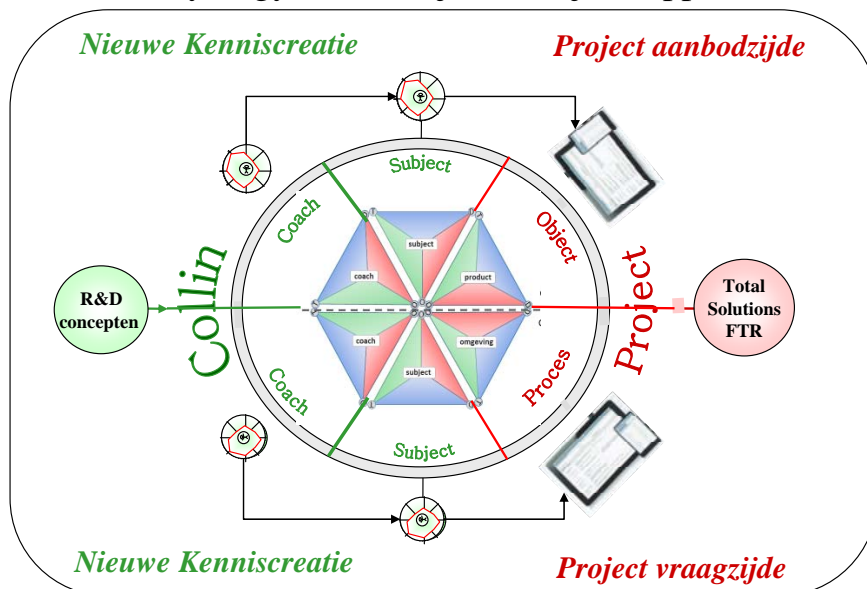 Nieuwe Kenniscreatie
Project aanbodzijde
Subject
Coach
Object
subject
coach
product
Collin
Project
R&D
concepten
Total
Solutions
FTR
coach
omgeving
subject
Coach
Proces
Subject
Nieuwe Kenniscreatie
Project vraagzijde